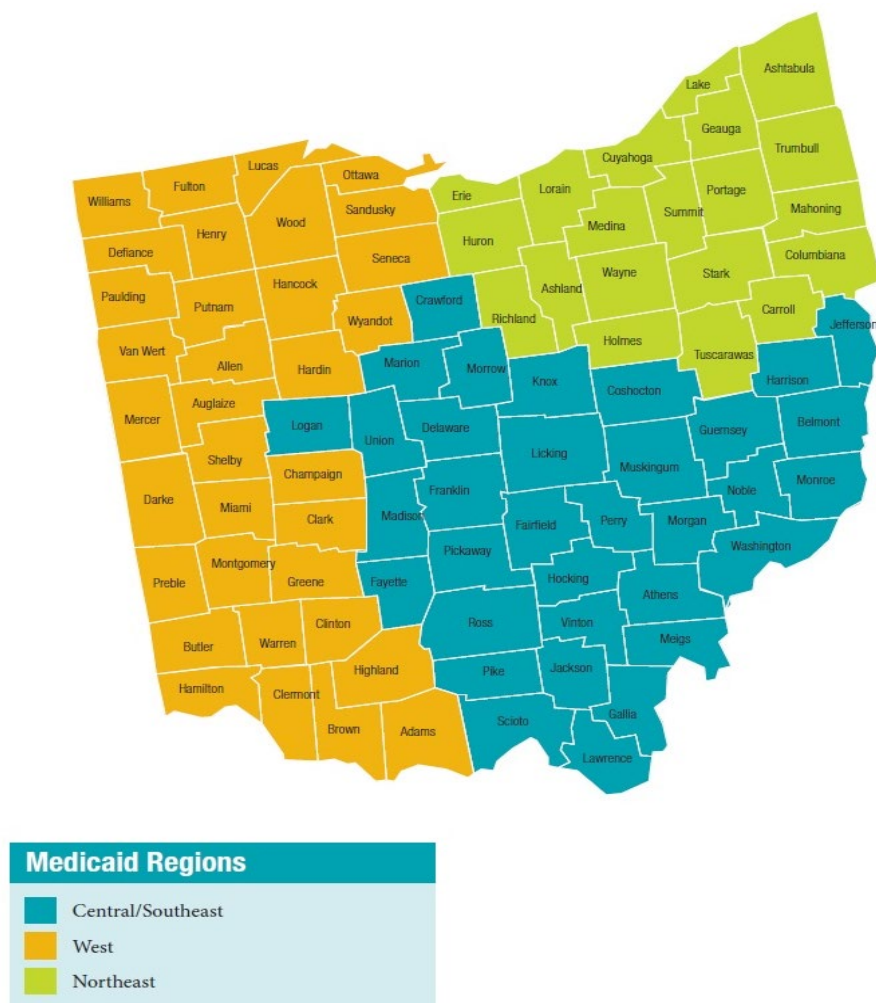 Ashtabula
Lake
Geauga
Cuyahoga
Trumbull
Lucas
Ottawa
Fulton
Williams
Erie
Lorain
Portage
Summit
Sandusky
Mahoning
Wood
Medina
Henry
Huron
Defiance
Seneca
Columbiana
Wayne
Stark
Hancock
Ashland
Paulding
Putnam
Crawford
Carroll
Richland
Wyandot
Jefferson
Holmes
Van Wert
Tuscarawas
Marion
Allen
Morrow
Hardin
Knox
Harrison
Coshocton
Auglaize
Mercer
Logan
Delaware
Belmont
Union
Guernsey
Licking
Shelby
Muskingum
Champaign
Monroe
Franklin
Noble
Darke
Miami
Madison
Clark
Fairfield
Perry
Morgan
Washington
Pickaway
Montgomery
Hocking
Preble
Greene
Fayette
Athens
Ross
Vinton
Clinton
Meigs
Warren
Butler
Highland
Pike
Jackson
Hamilton
Clermont
Gallia
Scioto
Brown
Adams
Lawrence
Medicaid Regions
Central/Southeast
West
Northeast